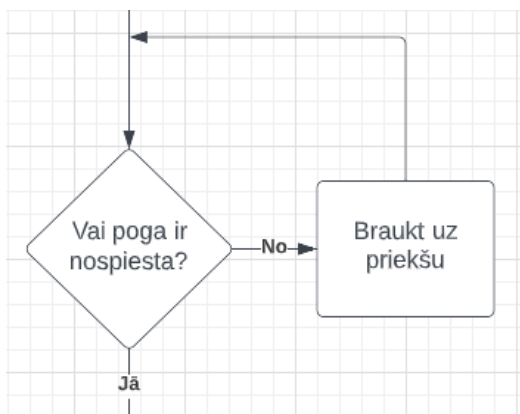 Vai poga ir
nospiesta?
No
Braukt uz
priekšu
Jā